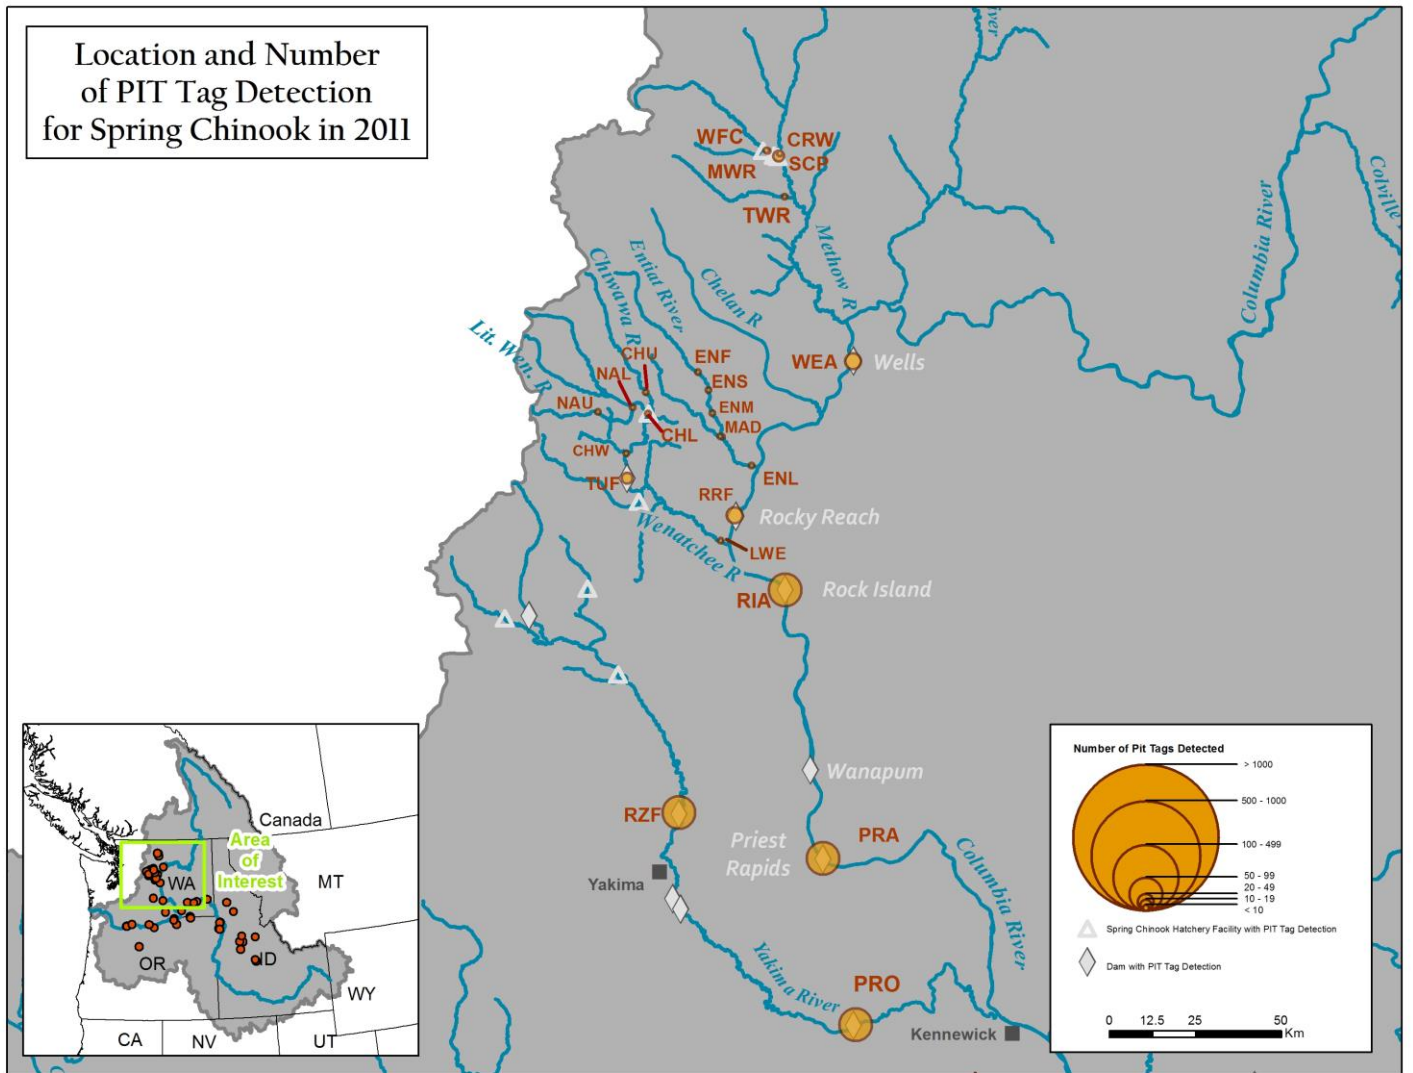 Location and Number
of PIT Tag Detection
for Spring Chinook in 2011
River
Colville
Columbia River
WFC
CRW
MWR
SCP
TWR
Methow R
Chiwawa R
Entiat River
Chelan R
Lit. Wen. R
WEA
Wells
CHU
ENF
NAL
ENS
NAU
ENM
MAD
CHL
CHW
TUF
ENL
RRF
Rocky Reach
Wenatchee R
LWE
RIA
Rock Island
Wanapum
RZF
PRA
Priest
Rapids
Yakima
Columbia River
Yakima River
PRO
Kennewick
Canada
Area
of
Interest
WA
MT
OR
ID
WY
CA
NV
UT
Number of Pit Tags Detected
> 1000
500 - 1000
100 - 499
50 - 99
20 - 49
10 - 19
< 10
Spring Chinook Hatchery Facility with PIT Tag Detection
Dam with PIT Tag Detection
0 12.5 25 50
Km